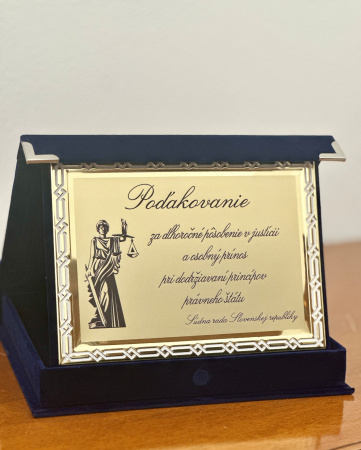 Poďakovanie
za dlhoročné pôsobenie v justícii
a osobný prínos
pri dodržiavaní princípov
právneho štátu
Súdna rada Slovenskej republiky